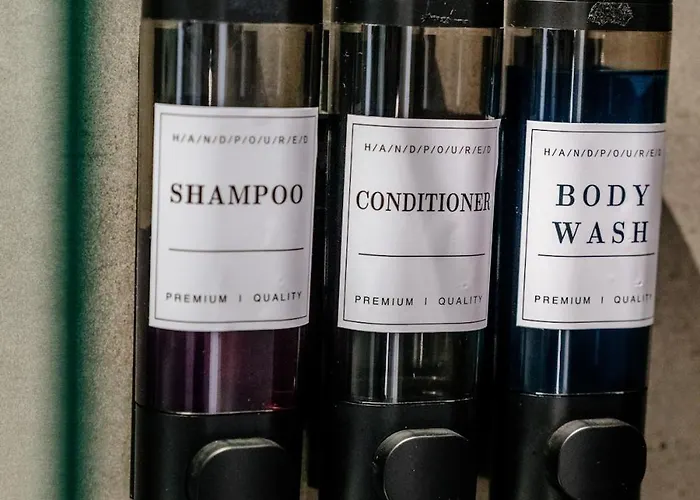 H/A/N/D/P/O/U/R/E/D
SHAMPOO
PREMIUM | QUALITY
H/A/N/D/P/O/U/R/E/D
CONDITIONER
PREMIUM | QUALITY
H/A/N/D/P/O/U/R/E/D
BODY
WASH
PREMIUM | QUALITY